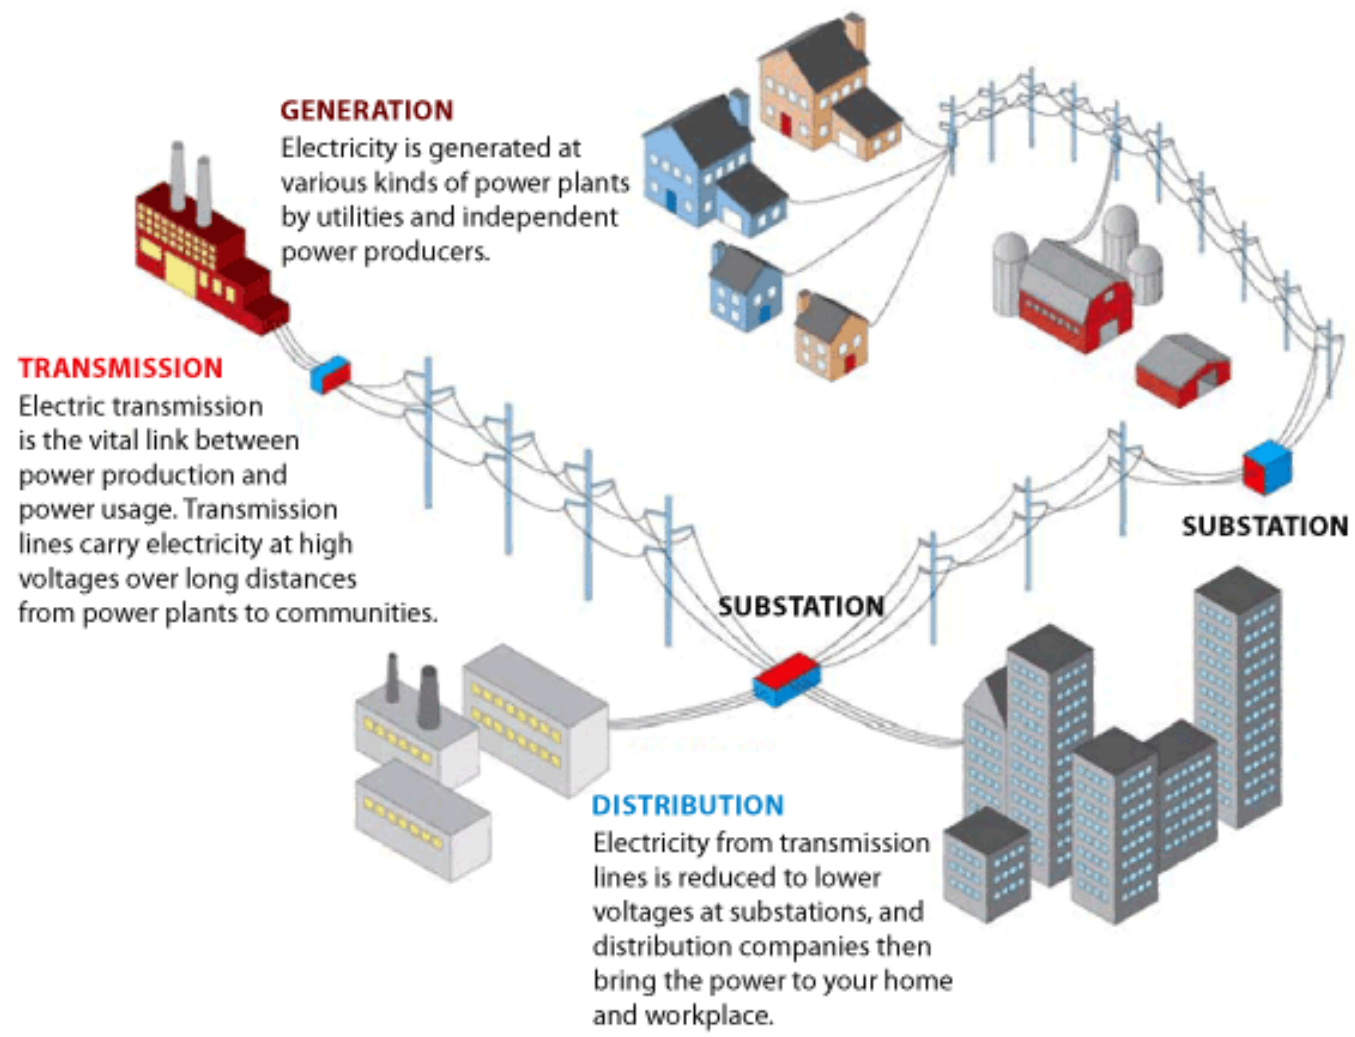 GENERATION
Electricity is generated at
various kinds of power plants
by utilities and independent
power producers.
TRANSMISSION
Electric transmission
is the vital link between
power production and
power usage. Transmission
lines carry electricity at high
voltages over long distances
from power plants to communities.
SUBSTATION
SUBSTATION
DISTRIBUTION
Electricity from transmission
lines is reduced to lower
voltages at substations, and
distribution companies then
bring the power to your home
and workplace.